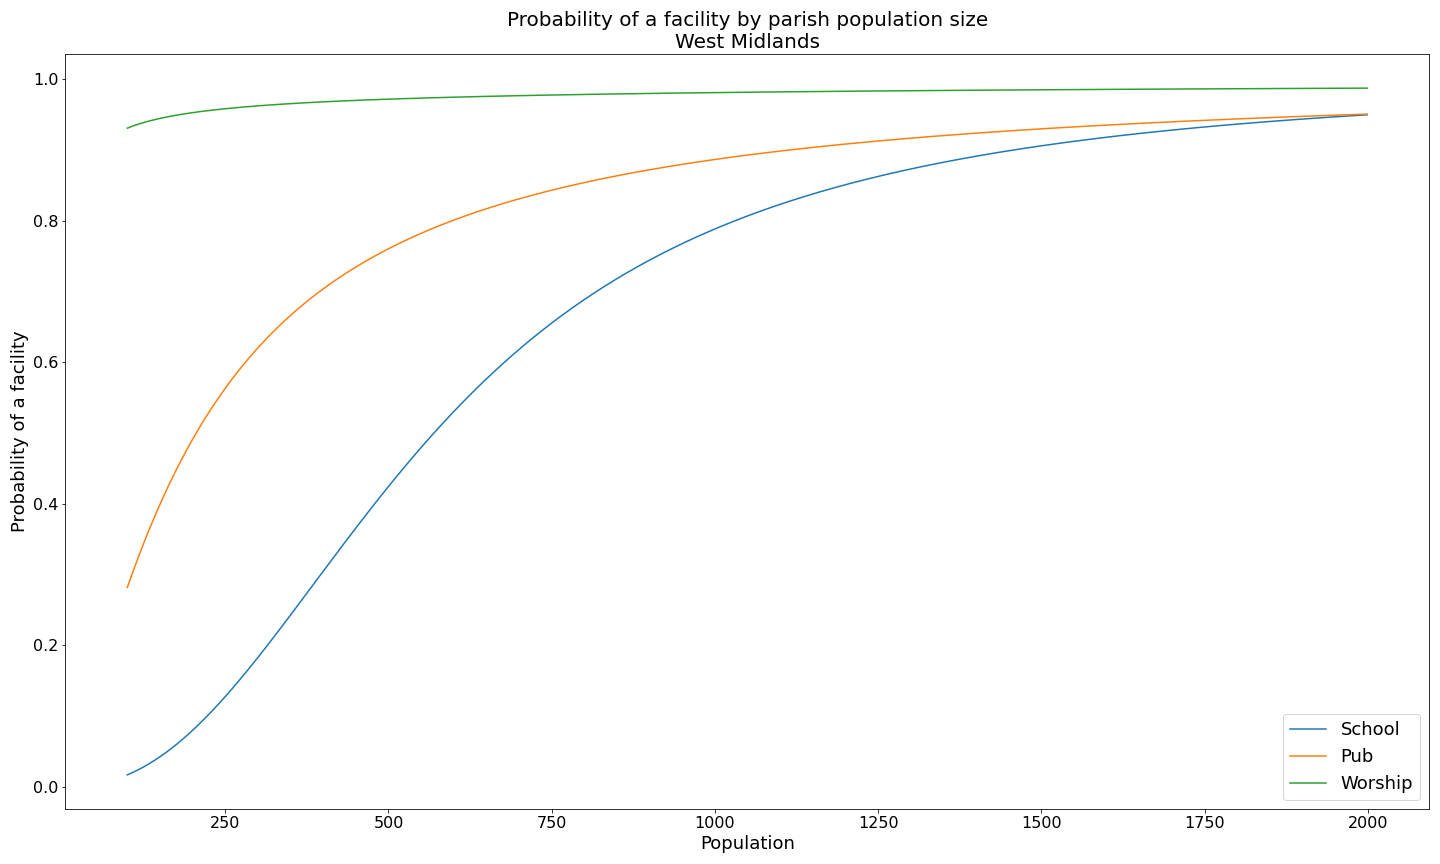 Probability of a facility by parish population size
West Midlands
Probability of a facility
1.0
0.8
0.6
0.4
0.2
0.0
250 500 750 1000 1250 1500 1750 2000
Population
School
Pub
Worship